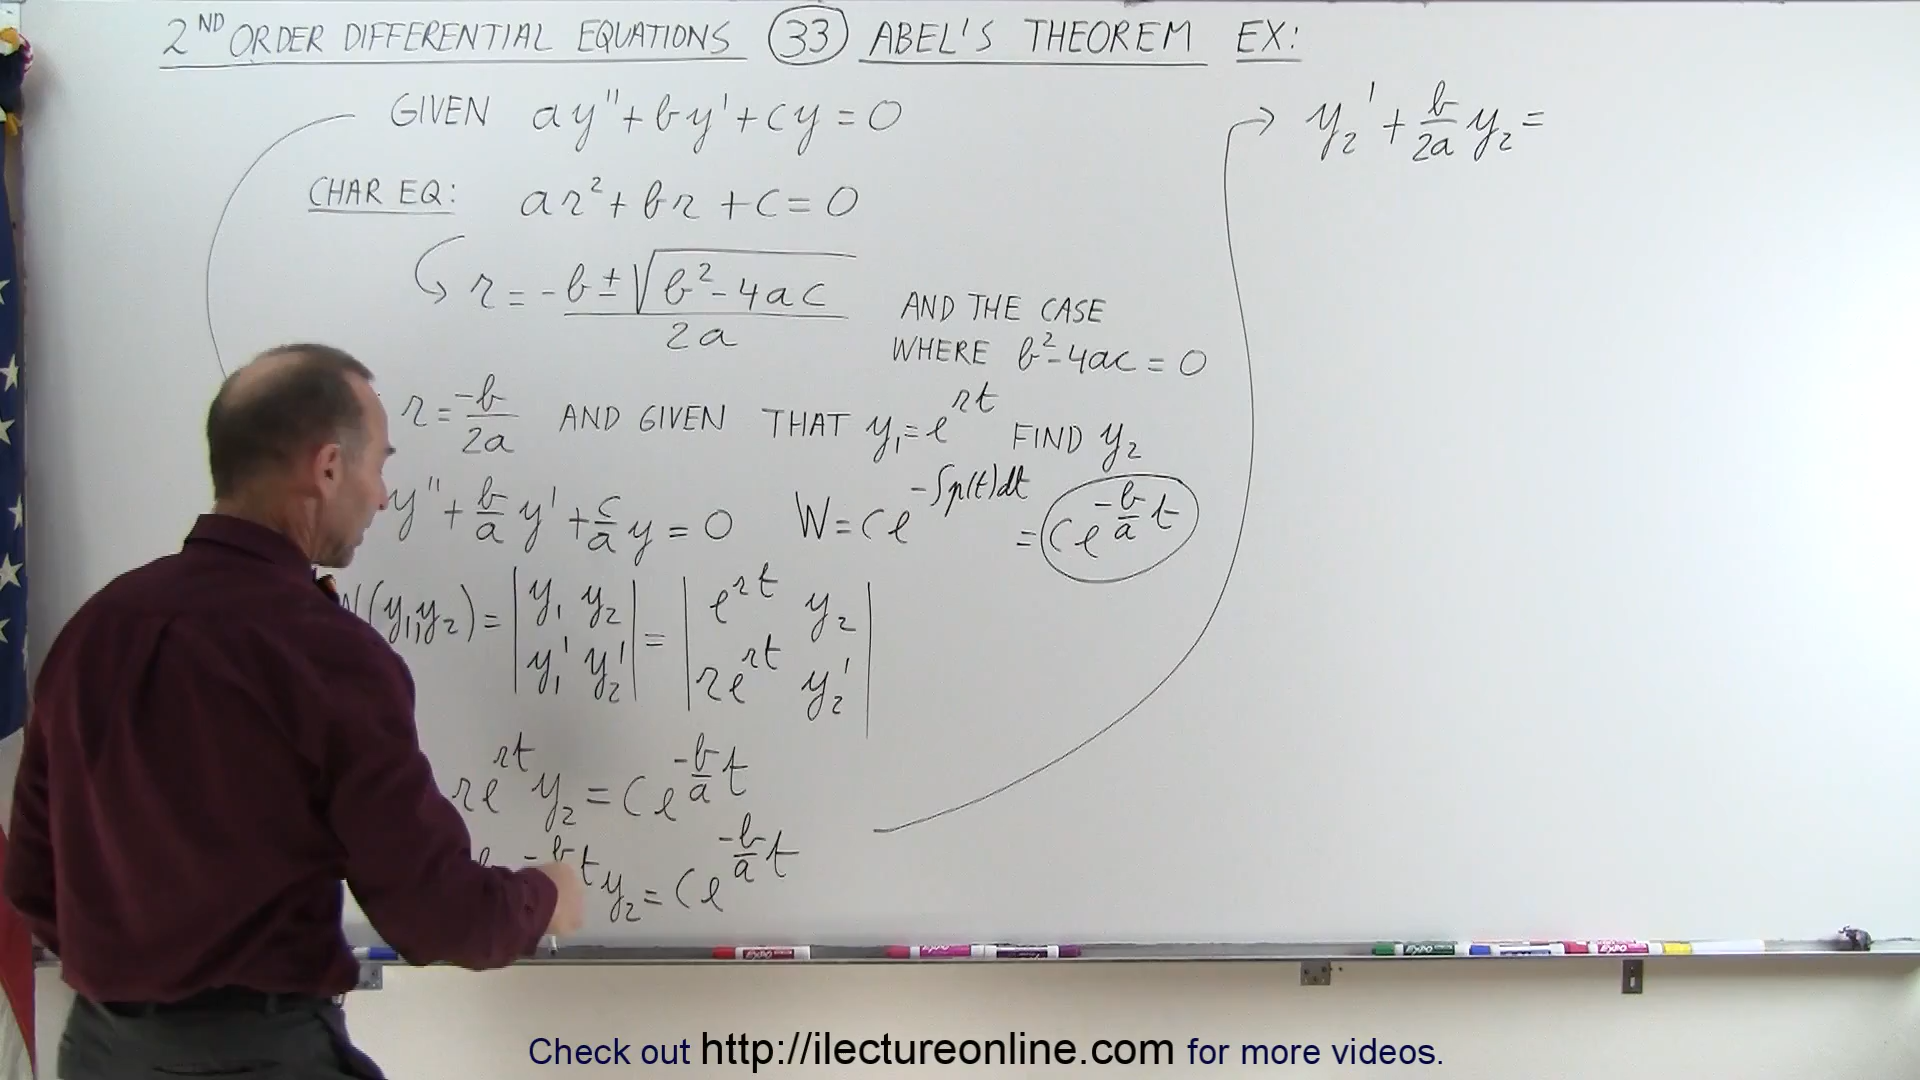 2ND ORDER DIFFERENTIAL EQUATIONS (33) ABEL'S THEOREM EX:
GIVEN ay'' + by' + cy = 0
CHAR EQ: ar² + br + c = 0
r = -b ± √(b² - 4ac) / 2a
AND THE CASE
WHERE b² - 4ac = 0
r = -b/2a AND GIVEN THAT y₁ = e^(rt) FIND y₂
y'' + b/a y' + c/a y = 0 W = Ce^(-∫p(t)dt) = Ce^(-b/a t)
W(y₁,y₂) = |y₁ y₂| = |e^(rt) y₂|
|y₁' y₂'| |re^(rt) y₂'|
re^(rt) y₂ = Ce^(-b/a t)
t y₂ = Ce^(-b/a t)
y₂' + b/2a y₂ =
Check out http://ilectureonline.com for more videos.